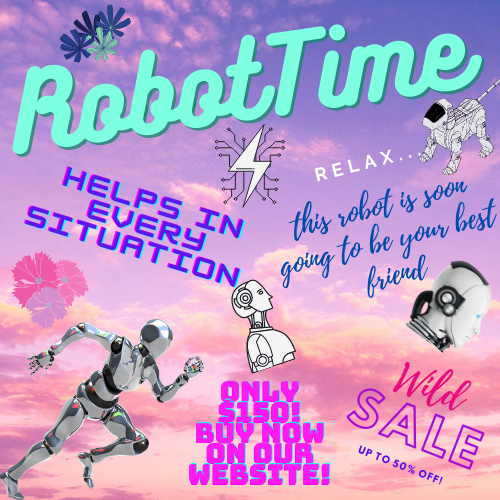 RobotTime
RELAX...
HELPS IN
EVERY
SITUATION
this robot is soon
going to be your best
friend
ONLY
$150!
BUY NOW
ON OUR
WEBSITE!
Wild
SALE
UP TO 50% OFF!